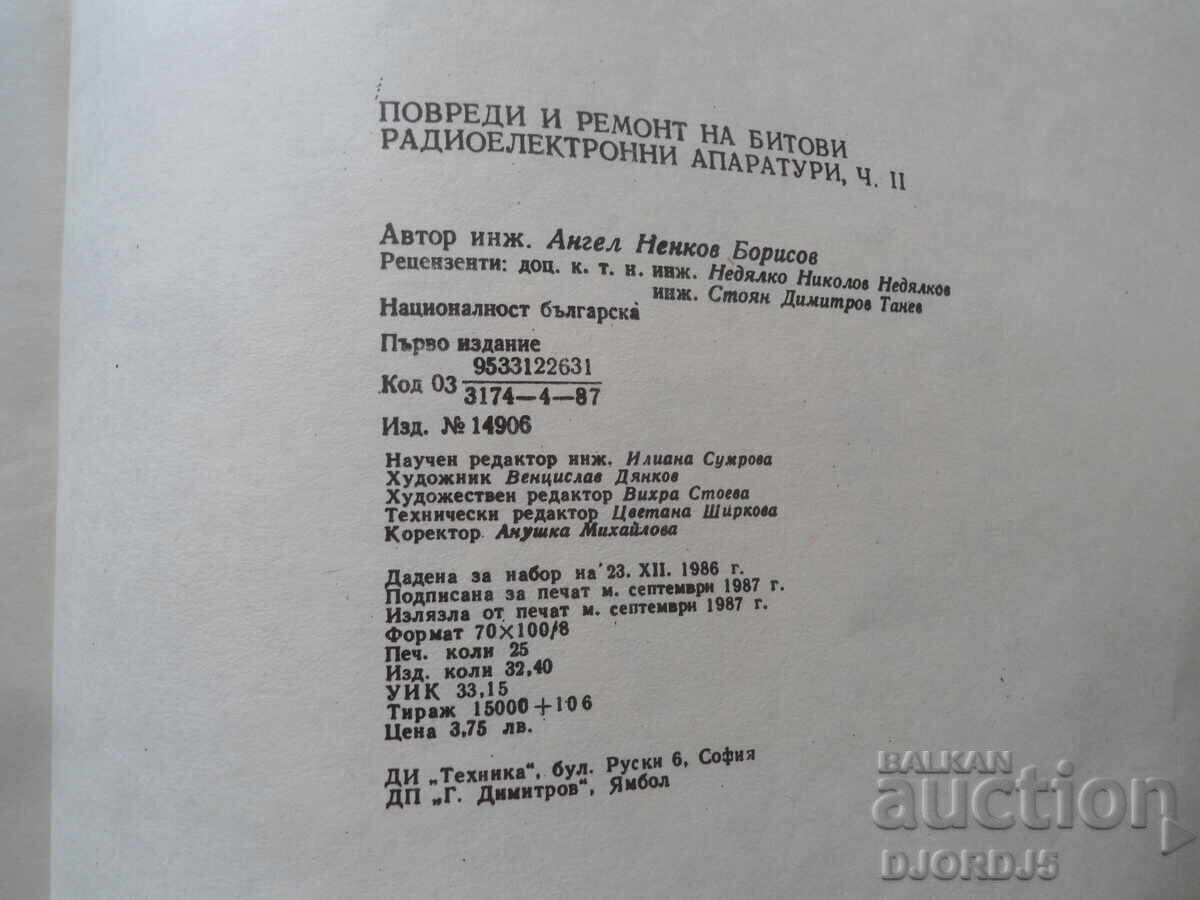 ПОВРЕДИ И РЕМОНТ НА БИТОВИ
РАДИОЕЛЕКТРОННИ АПАРАТУРИ, Ч. II
Автор инж. Ангел Ненков Борисов
Рецензенти: доц. к. т. н. инж. Недялко Николов Недялков
инж. Стоян Димитров Танев
Националност българска
Първо издание
Код 03 9533122631
3174—4—87
Изд. № 14906
Научен редактор инж. Илиана Сумрова
Художник Венцислав Дянков
Художествен редактор Вихра Стоева
Технически редактор Цветана Ширкова
Коректор Анушка Михайлова
Дадена за набор на 23. XII. 1986 г.
Подписана за печат м. септември 1987 г.
Излязла от печат м. септември 1987 г.
Формат 70×100/8
Печ. коли 25
Изд. коли 32,40
УИК 33,15
Тираж 15000+106
Цена 3,75 лв.
ДИ „Техника“, бул. Руски 6, София
ДП „Г. Димитров“, Ямбол
BALKAN
auction
DJORDJ5